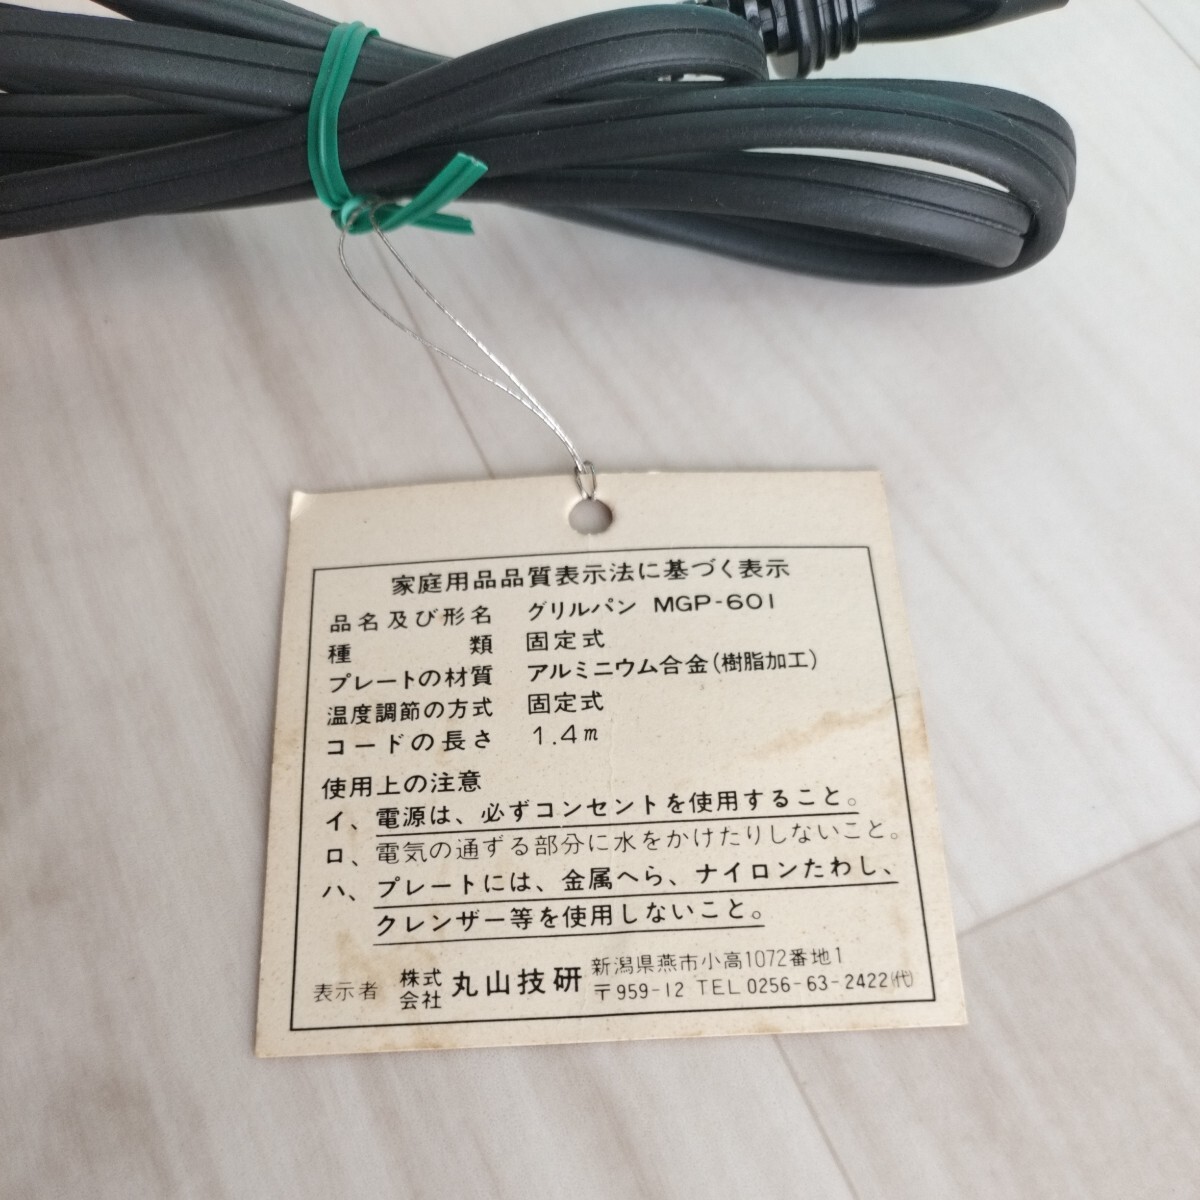 家庭用品品質表示法に基づく表示
品名及び形名 グリルパン MGP-601
種類 固定式
プレートの材質 アルミニウム合金(樹脂加工)
温度調節の方式 固定式
コードの長さ 1.4m
使用上の注意
イ、電源は、必ずコンセントを使用すること。
ロ、電気の通ずる部分に水をかけたりしないこと。
ハ、プレートには、金属へら、ナイロンたわし、
クレンザー等を使用しないこと。
表示者 株式会社 丸山技研 新潟県燕市小高1072番地1
〒959-12 TEL 0256-63-2422(代)